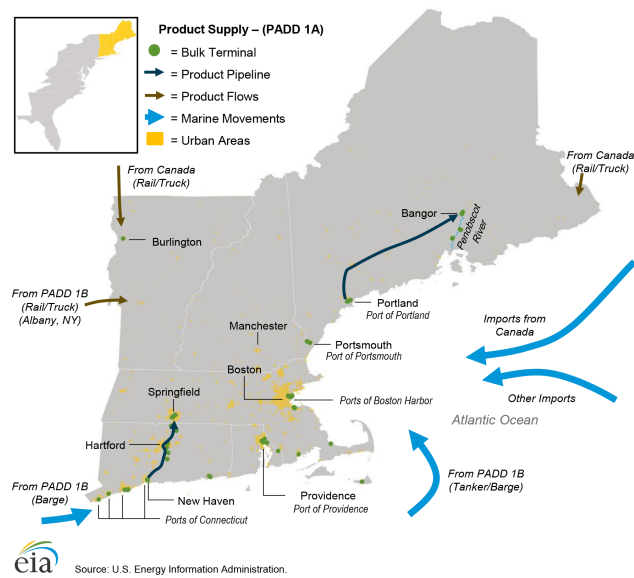 Product Supply – (PADD 1A)
= Bulk Terminal
= Product Pipeline
= Product Flows
= Marine Movements
= Urban Areas
From Canada
(Rail/Truck)
From Canada
(Rail/Truck)
Burlington
Bangor
Penobscot
River
From PADD 1B
(Rail/Truck)
(Albany, NY)
Portland
Port of Portland
Manchester
Portsmouth
Port of Portsmouth
Imports from
Canada
Boston
Springfield
Ports of Boston Harbor
Other Imports
Atlantic Ocean
Hartford
From PADD 1B
(Barge)
New Haven
Ports of Connecticut
Providence
Port of Providence
From PADD 1B
(Tanker/Barge)
eia
Source: U.S. Energy Information Administration.